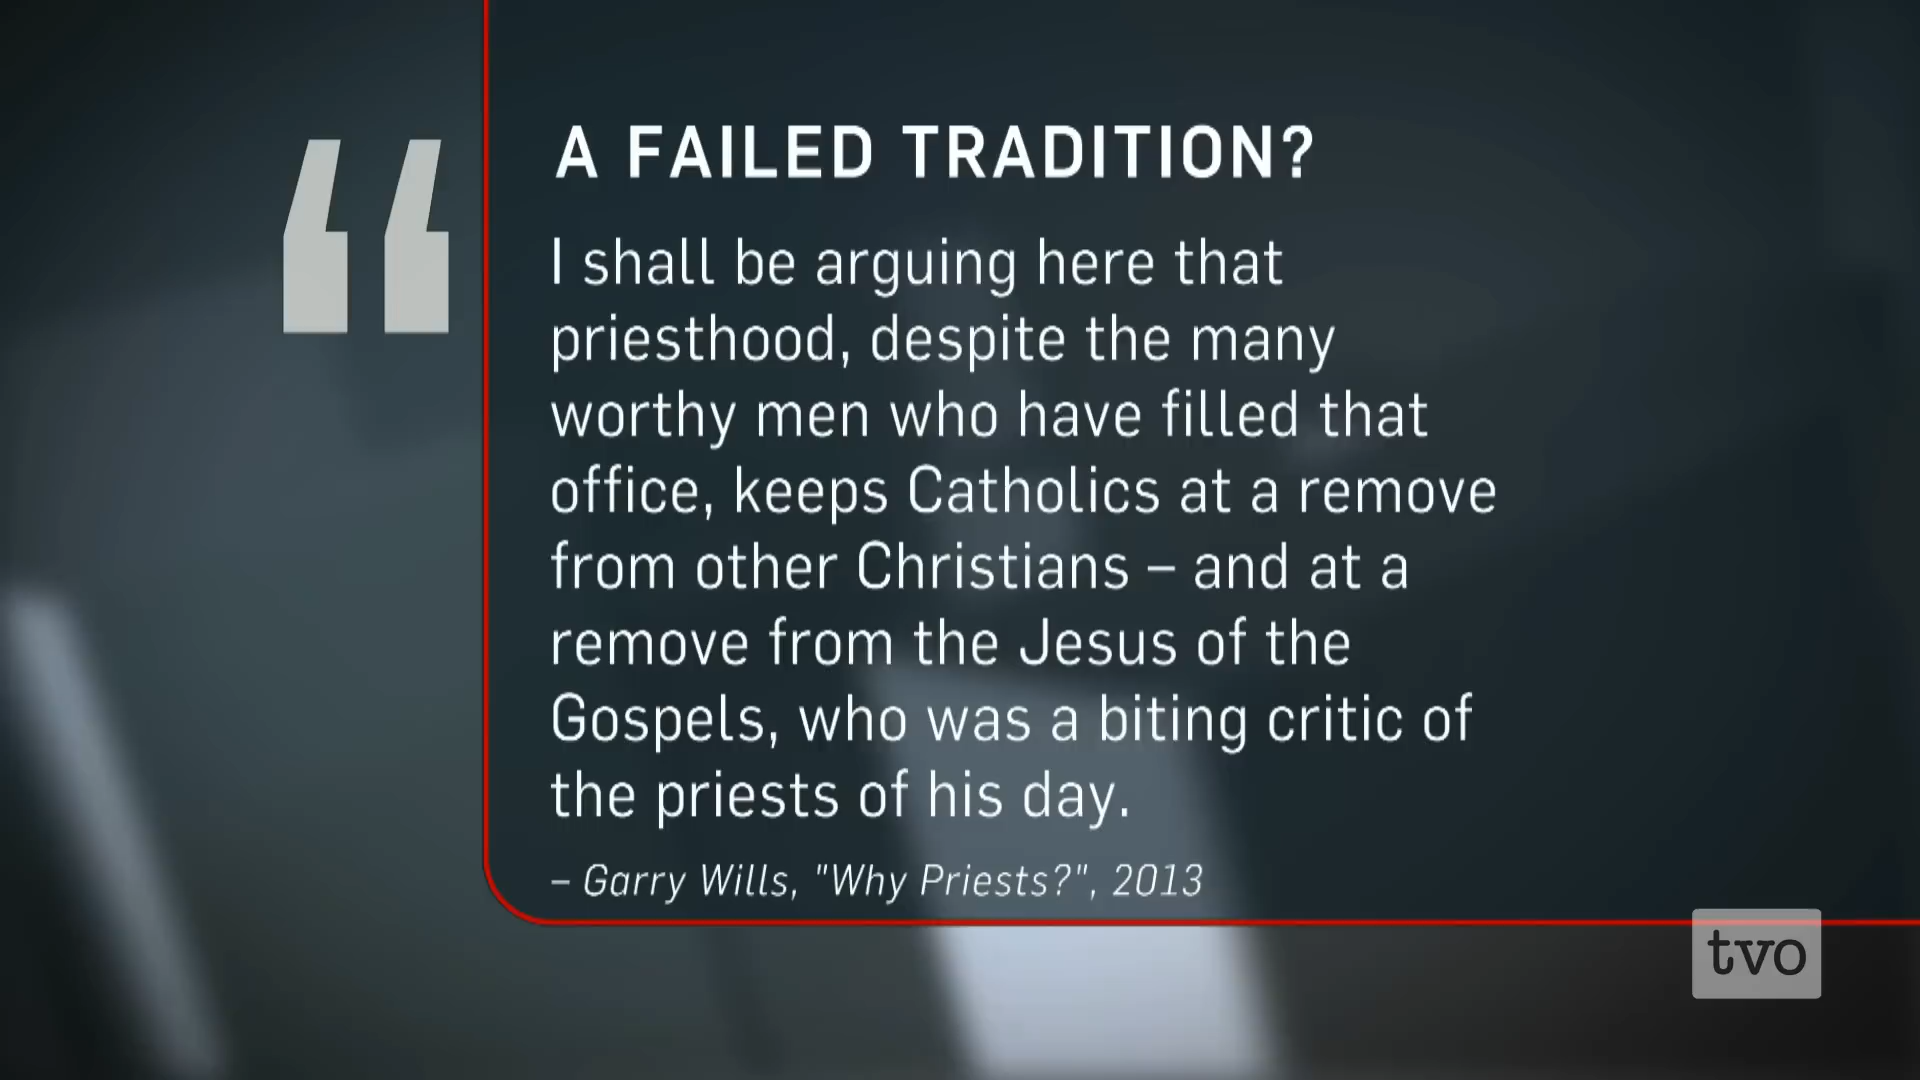 “
A FAILED TRADITION?
I shall be arguing here that
priesthood, despite the many
worthy men who have filled that
office, keeps Catholics at a remove
from other Christians – and at a
remove from the Jesus of the
Gospels, who was a biting critic of
the priests of his day.
– Garry Wills, "Why Priests?", 2013
tvo